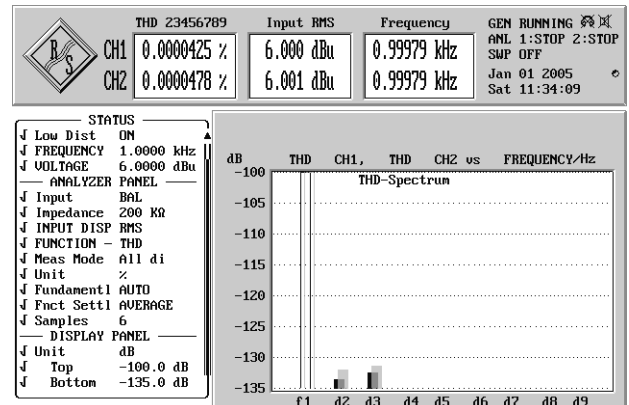 THD 23456789 Input RMS Frequency GEN RUNNING
R&S CH1 0.0000425 % 6.000 dBu 0.99979 kHz ANL 1:STOP 2:STOP
SWP OFF
CH2 0.0000478 % 6.001 dBu 0.99979 kHz Jan 01 2005
Sat 11:34:09
STATUS
√ Low Dist ON
√ FREQUENCY 1.0000 kHz
√ VOLTAGE 6.0000 dBu
ANALYZER PANEL
√ Input BAL
√ Impedance 200 KΩ
√ INPUT DISP RMS
√ FUNCTION - THD
√ Meas Mode All di
√ Unit %
√ Fundamentl AUTO
√ Fnct Settl AVERAGE
√ Samples 6
DISPLAY PANEL
√ Unit dB
√ Top -100.0 dB
√ Bottom -135.0 dB
dB THD CH1, THD CH2 vs FREQUENCY/Hz
THD-Spectrum
-100
-105
-110
-115
-120
-125
-130
-135
f1 d2 d3 d4 d5 d6 d7 d8 d9